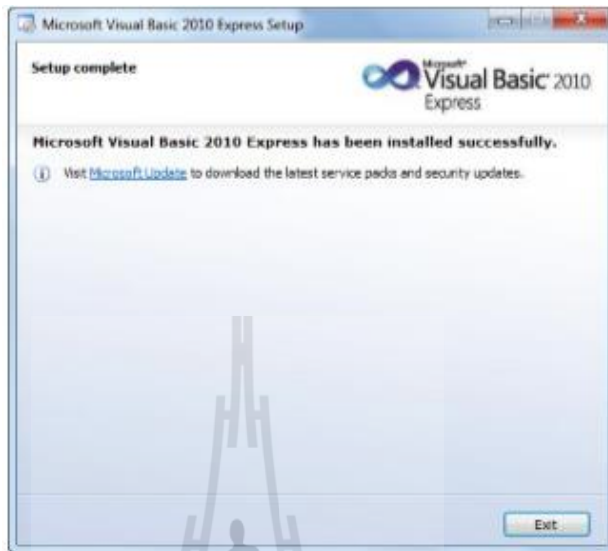 Microsoft Visual Basic 2010 Express Setup
Setup complete
Microsoft
Visual Basic 2010
Express
Microsoft Visual Basic 2010 Express has been installed successfully.
Visit Microsoft Update to download the latest service packs and security updates.
Exit